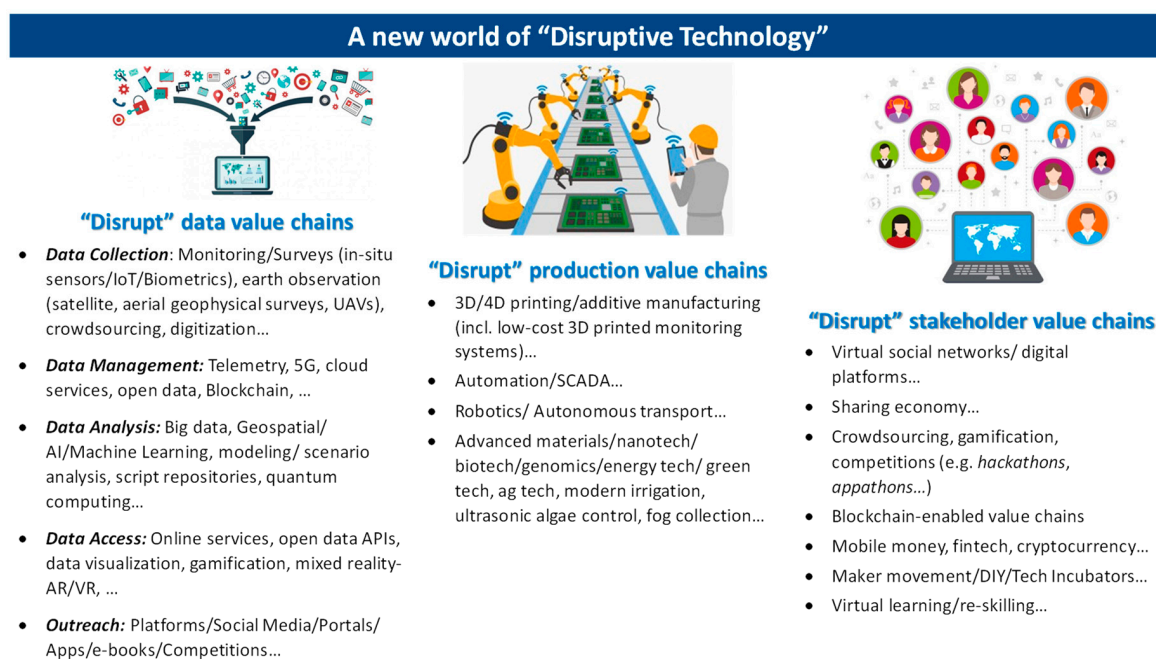 A new world of “Disruptive Technology”
“Disrupt” data value chains
• Data Collection: Monitoring/Surveys (in-situ
sensors/IoT/Biometrics), earth observation
(satellite, aerial geophysical surveys, UAVs),
crowdsourcing, digitization…
• Data Management: Telemetry, 5G, cloud
services, open data, Blockchain, …
• Data Analysis: Big data, Geospatial/
AI/Machine Learning, modeling/ scenario
analysis, script repositories, quantum
computing…
• Data Access: Online services, open data APIs,
data visualization, gamification, mixed reality-
AR/VR, …
• Outreach: Platforms/Social Media/Portals/
Apps/e-books/Competitions…
“Disrupt” production value chains
• 3D/4D printing/additive manufacturing
(incl. low-cost 3D printed monitoring
systems)…
• Automation/SCADA…
• Robotics/ Autonomous transport…
• Advanced materials/nanotech/
biotech/genomics/energy tech/ green
tech, ag tech, modern irrigation,
ultrasonic algae control, fog collection…
“Disrupt” stakeholder value chains
• Virtual social networks/ digital
platforms…
• Sharing economy…
• Crowdsourcing, gamification,
competitions (e.g. hackathons,
appathons…)
• Blockchain-enabled value chains
• Mobile money, fintech, cryptocurrency…
• Maker movement/DIY/Tech Incubators…
• Virtual learning/re-skilling…